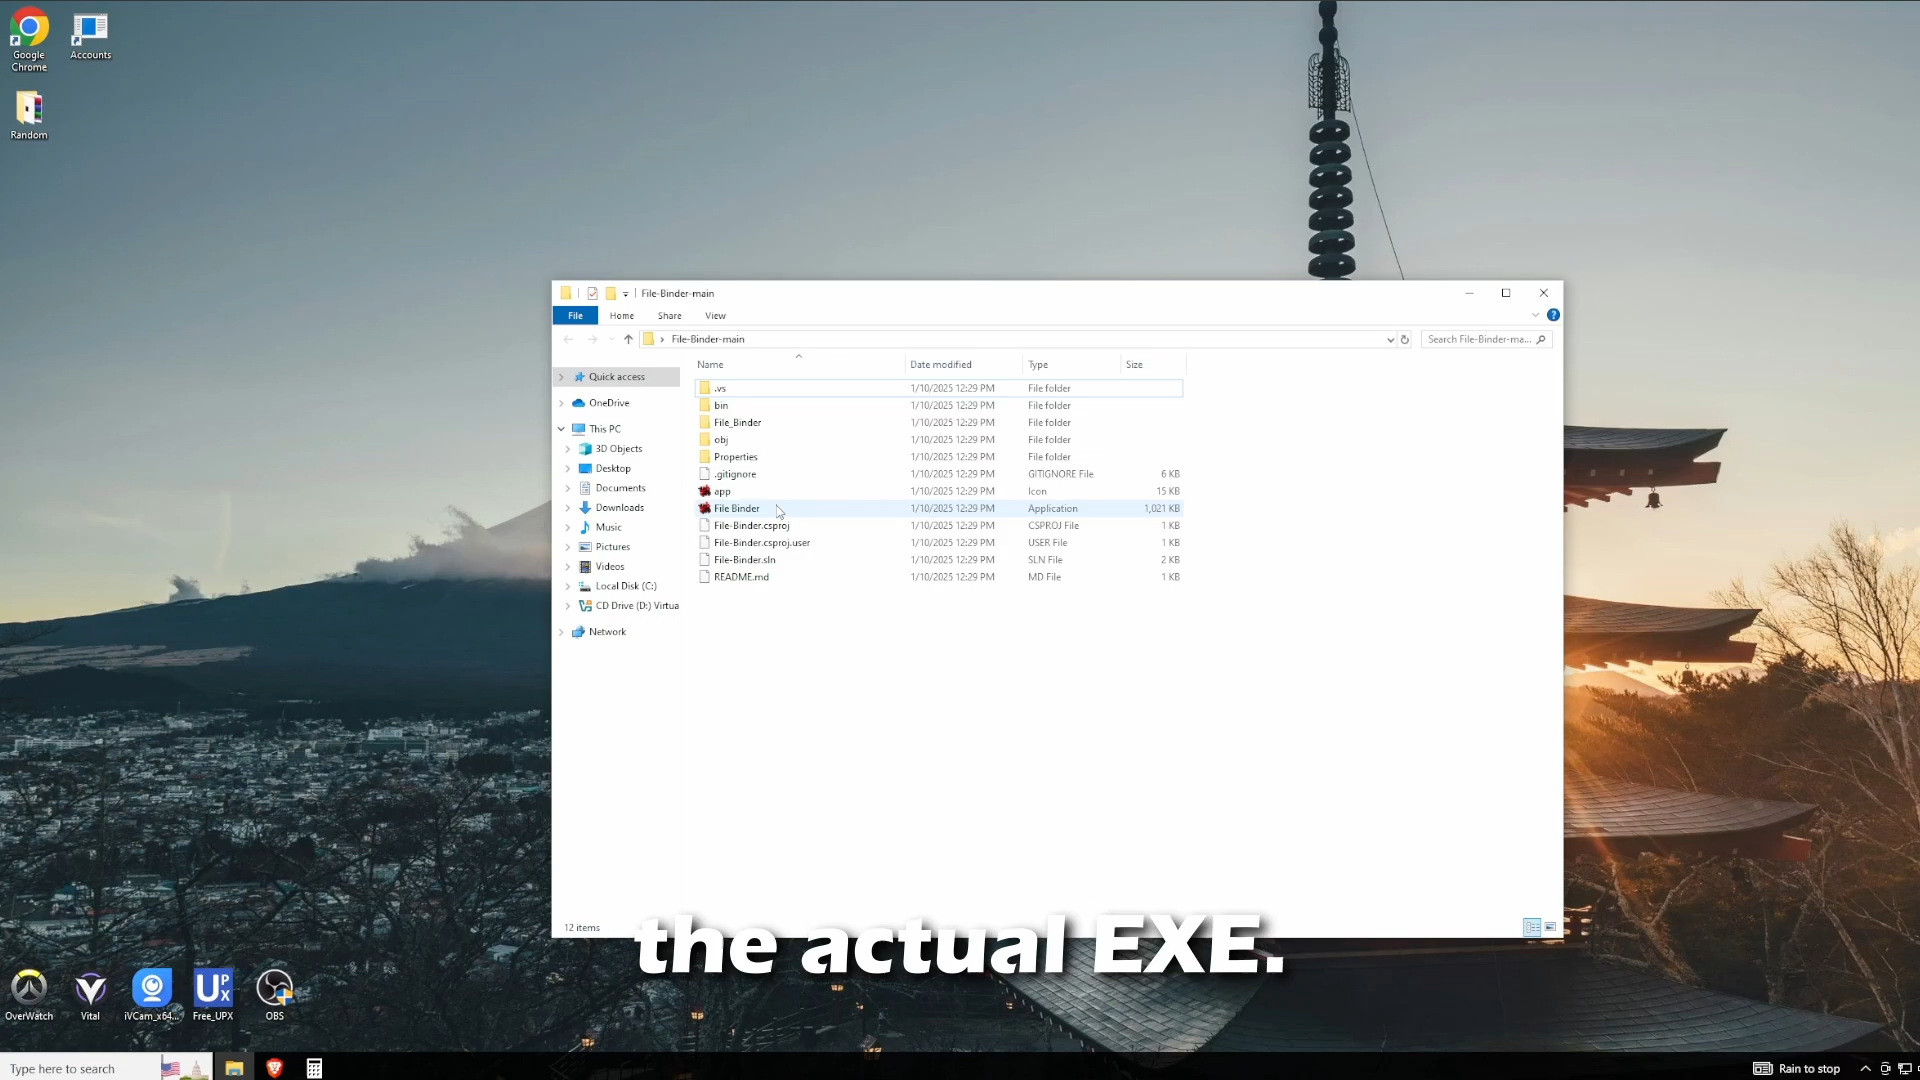 Google
Chrome
Accounts
Random
File-Binder-main
File
Home
Share
View
?
File-Binder-main
Search File-Binder-ma...
Name
Date modified
Type
Size
Quick access
OneDrive
This PC
3D Objects
Desktop
Documents
Downloads
Music
Pictures
Videos
Local Disk (C:)
CD Drive (D:) Virtua
Network
.vs 1/10/2025 12:29 PM File folder
bin 1/10/2025 12:29 PM File folder
File_Binder 1/10/2025 12:29 PM File folder
obj 1/10/2025 12:29 PM File folder
Properties 1/10/2025 12:29 PM File folder
.gitignore 1/10/2025 12:29 PM GITIGNORE File 6 KB
app 1/10/2025 12:29 PM Icon 15 KB
File Binder 1/10/2025 12:29 PM Application 1,021 KB
File-Binder.csproj 1/10/2025 12:29 PM CSPROJ File 1 KB
File-Binder.csproj.user 1/10/2025 12:29 PM USER File 1 KB
File-Binder.sln 1/10/2025 12:29 PM SLN File 2 KB
README.md 1/10/2025 12:29 PM MD File 1 KB
12 items
the actual EXE.
OverWatch
Vital
iVCam_x64...
UPX
Free_UPX
OBS
Type here to search
Rain to stop